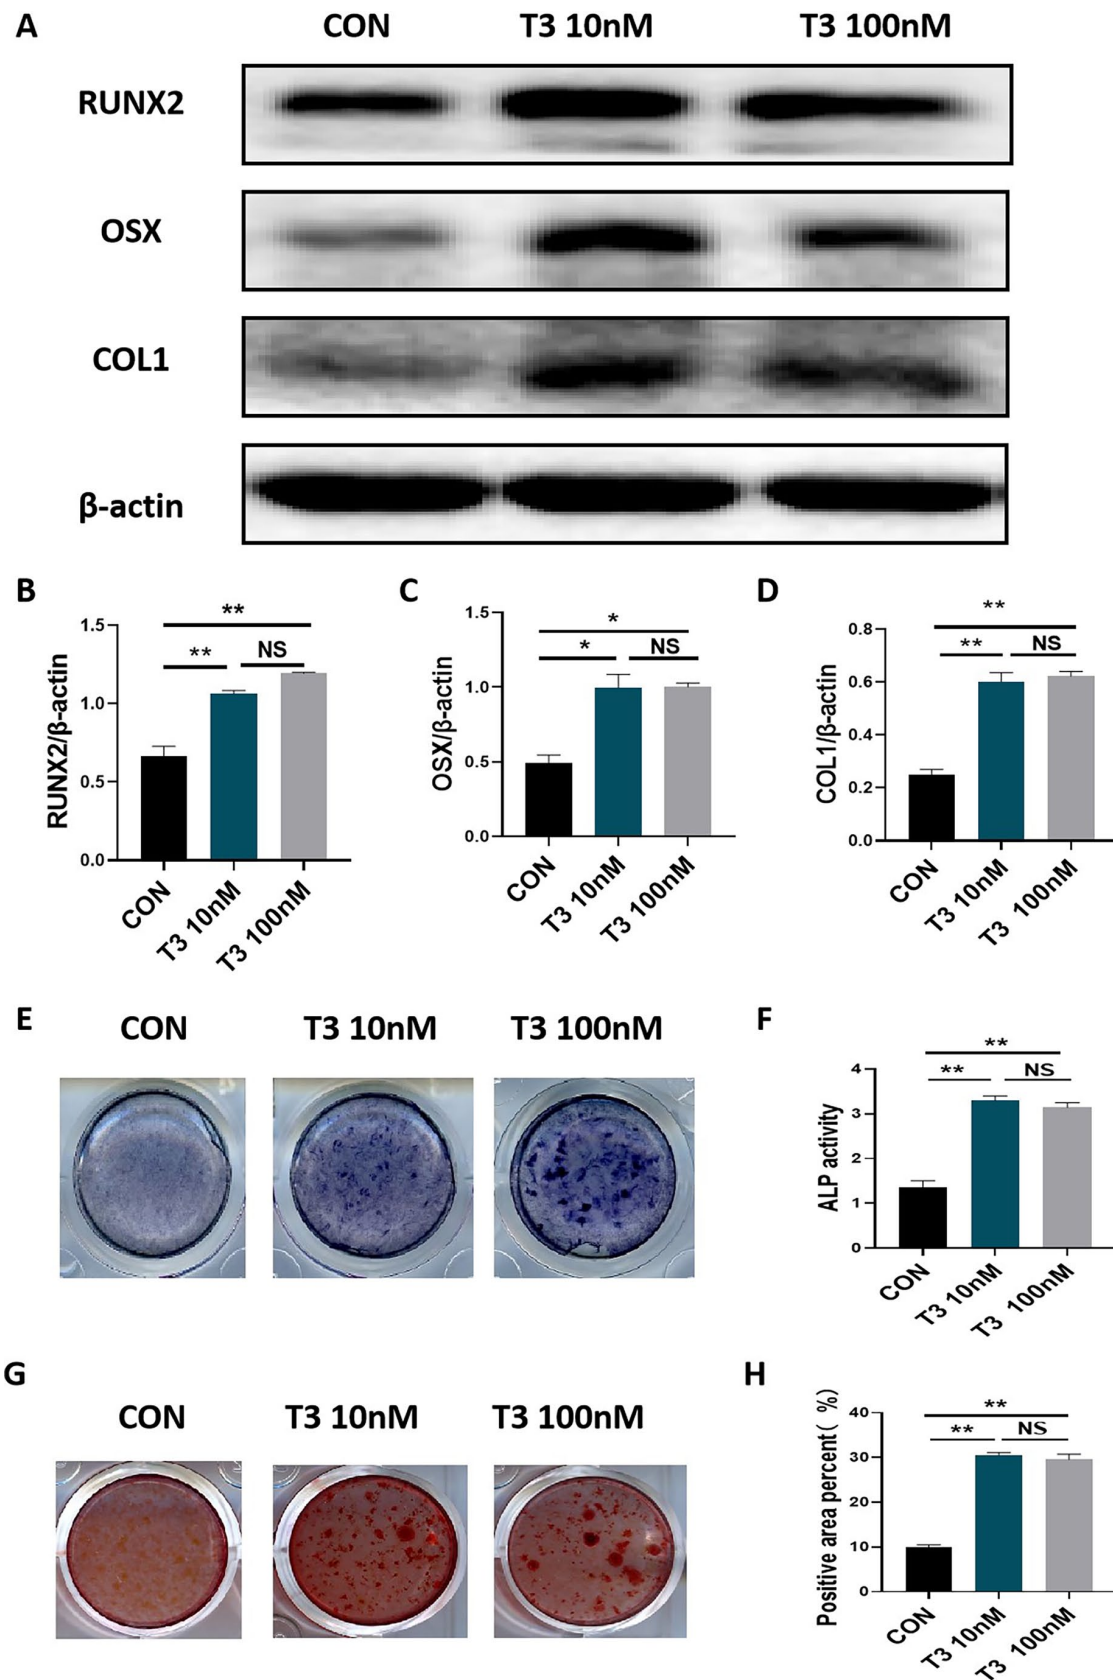 A CON T3 10nM T3 100nM
RUNX2
OSX
COL1
β-actin
B
RUNX2/β-actin
1.5
1.0
0.5
0.0
**
**
NS
CON
T3 10nM
T3 100nM
C
OSX/β-actin
1.5
1.0
0.5
0.0
*
*
NS
CON
T3 10nM
T3 100nM
D
COL1/β-actin
0.8
0.6
0.4
0.2
0.0
**
**
NS
CON
T3 10nM
T3 100nM
E CON T3 10nM T3 100nM
F
ALP activity
4
3
2
1
0
**
**
NS
CON
T3 10nM
T3 100nM
G CON T3 10nM T3 100nM
H
Positive area percent( %)
40
30
20
10
0
**
**
NS
CON
T3 10nM
T3 100nM